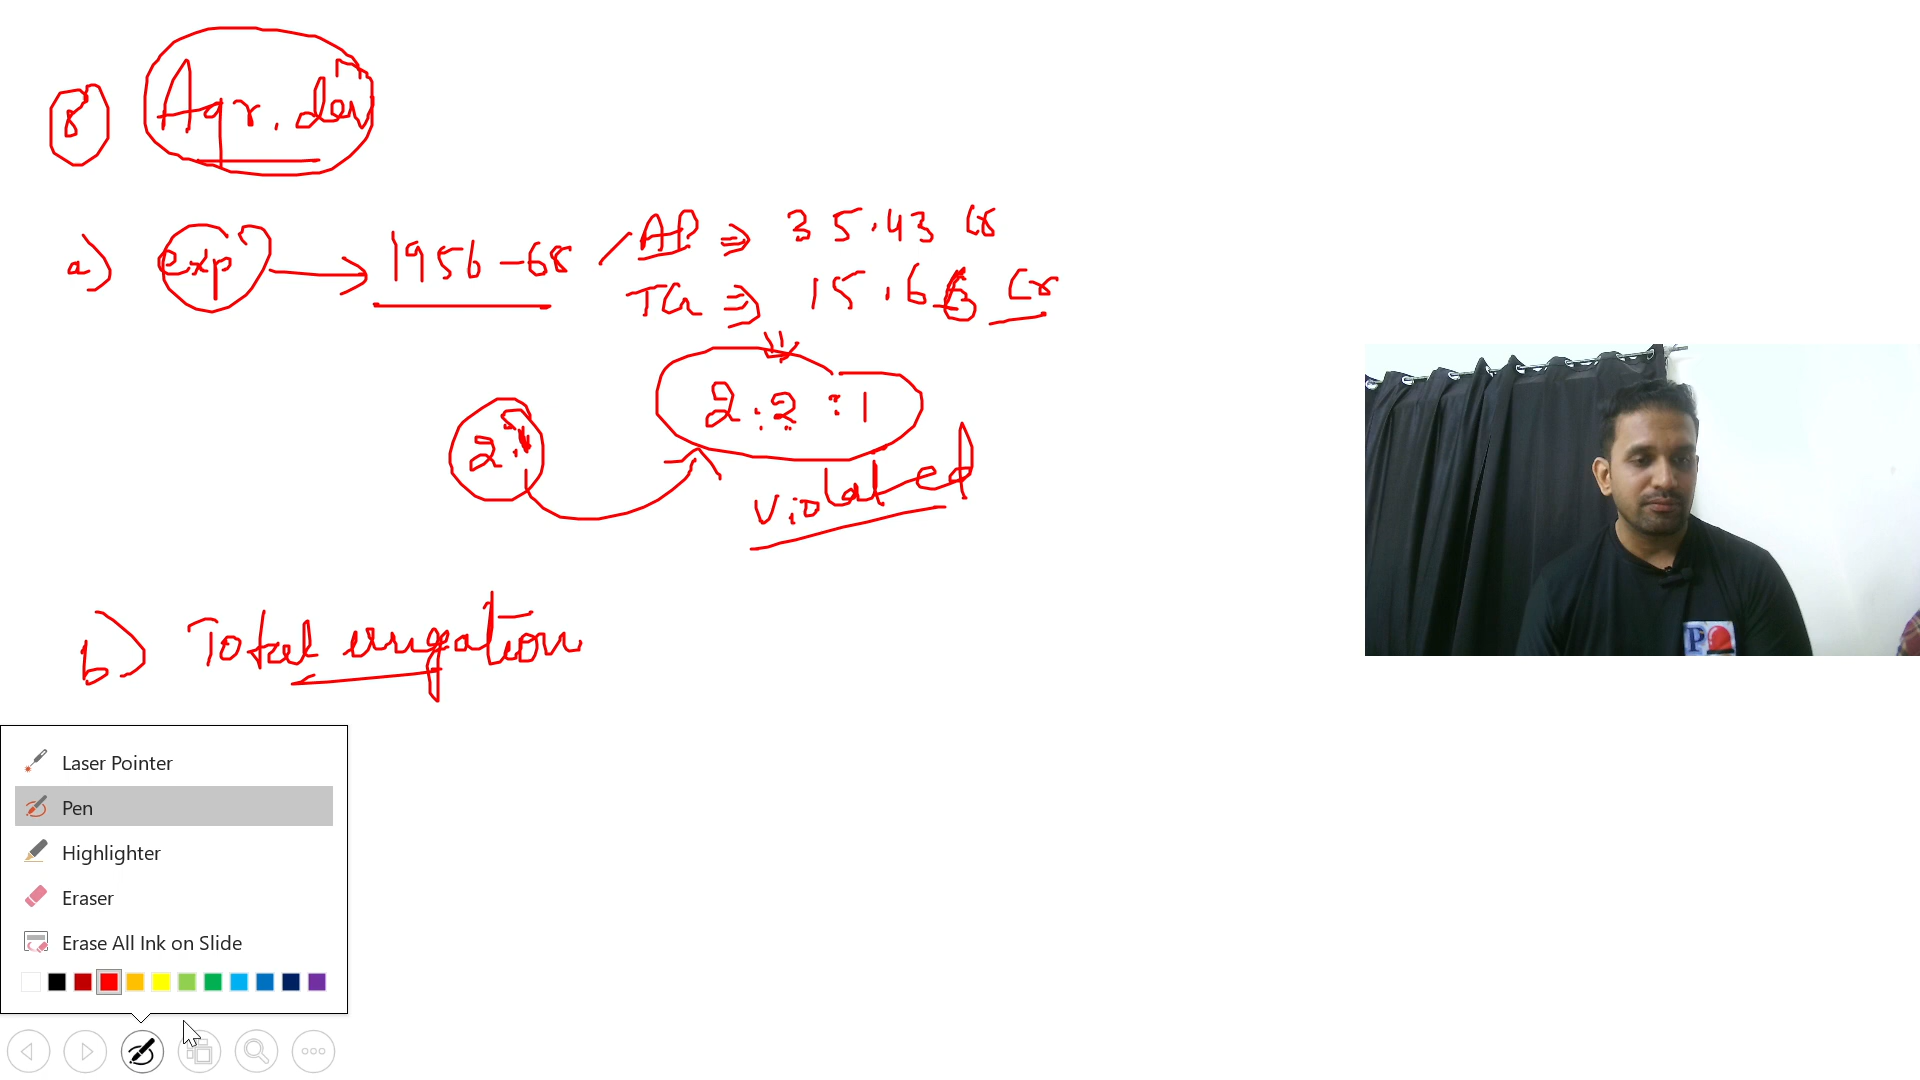 8 Agr. dev
a) exp → 1956-68 AP ⇒ 35.43 Cr
TG ⇒ 15.63 Cr
2.2 : 1
violated
b) Total irrigation
Laser Pointer
Pen
Highlighter
Eraser
Erase All Ink on Slide
P